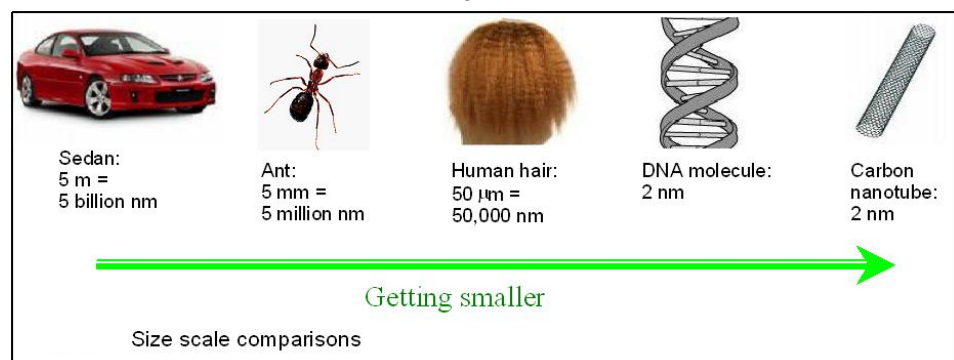 Sedan:
5 m =
5 billion nm
Ant:
5 mm =
5 million nm
Human hair:
50 μm =
50,000 nm
DNA molecule:
2 nm
Carbon
nanotube:
2 nm
Getting smaller
Size scale comparisons